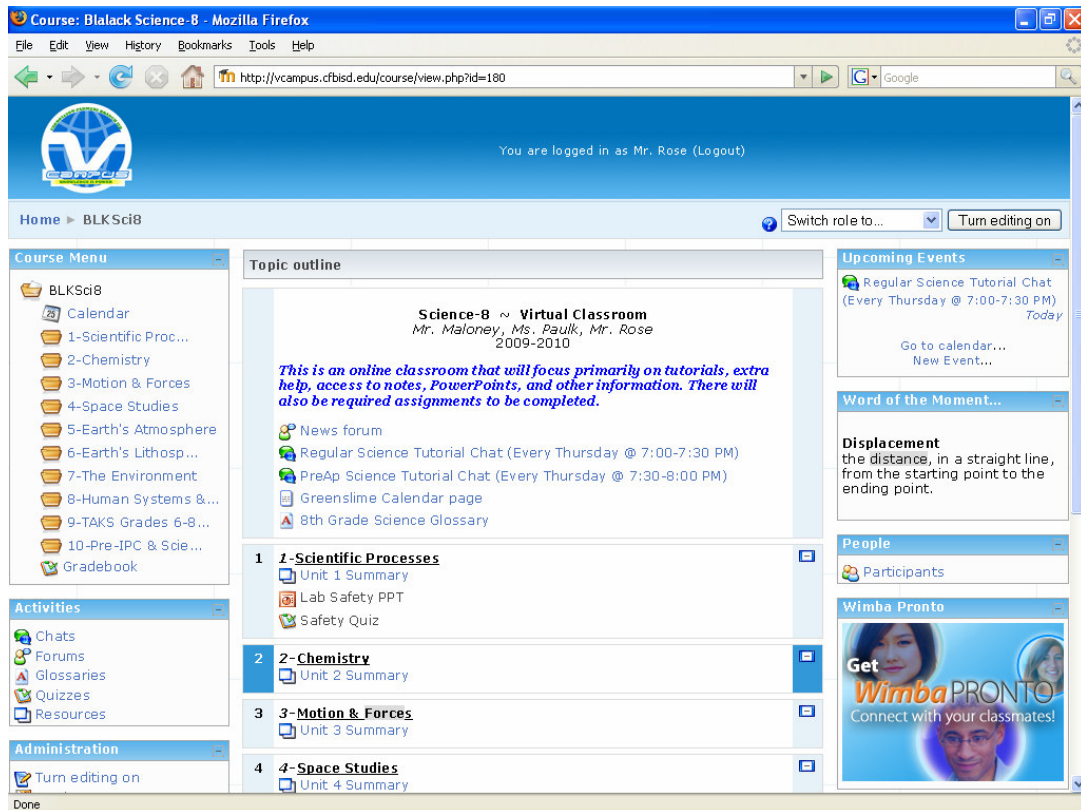 Course: Blalack Science-8 - Mozilla Firefox
File Edit View History Bookmarks Tools Help
http://vcampus.cfbisd.edu/course/view.php?id=180
G Google
V
CAMPUS
You are logged in as Mr. Rose (Logout)
Home ► BLKSci8
Switch role to...
Turn editing on
Course Menu
BLKSci8
Calendar
1-Scientific Proc...
2-Chemistry
3-Motion & Forces
4-Space Studies
5-Earth's Atmosphere
6-Earth's Lithosp...
7-The Environment
8-Human Systems &...
9-TAKS Grades 6-8...
10-Pre-IPC & Scie...
Gradebook
Activities
Chats
Forums
Glossaries
Quizzes
Resources
Administration
Turn editing on
Topic outline
Science-8 ~ Virtual Classroom
Mr. Maloney, Ms. Paulk, Mr. Rose
2009-2010
This is an online classroom that will focus primarily on tutorials, extra
help, access to notes, PowerPoints, and other information. There will
also be required assignments to be completed.
News forum
Regular Science Tutorial Chat (Every Thursday @ 7:00-7:30 PM)
PreAp Science Tutorial Chat (Every Thursday @ 7:30-8:00 PM)
Greenslime Calendar page
8th Grade Science Glossary
1 1-Scientific Processes
Unit 1 Summary
Lab Safety PPT
Safety Quiz
2 2-Chemistry
Unit 2 Summary
3 3-Motion & Forces
Unit 3 Summary
4 4-Space Studies
Unit 4 Summary
Upcoming Events
Regular Science Tutorial Chat
(Every Thursday @ 7:00-7:30 PM)
Today
Go to calendar...
New Event...
Word of the Moment...
Displacement
the distance, in a straight line,
from the starting point to the
ending point.
People
Participants
Wimba Pronto
Get
Wimba PRONTO
Connect with your classmates!
Done